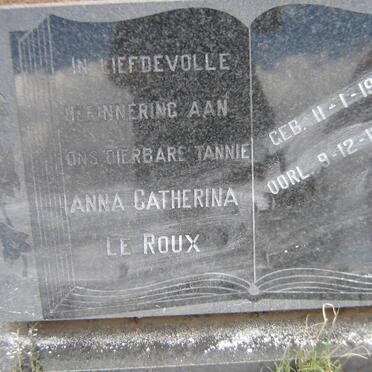 IN LIEFDEVOLLE
HERINNERING AAN
ONS DIERBARE TANNIE
ANNA CATHERINA
LE ROUX
GEB. 11-1-19
OORL. 9-12-1